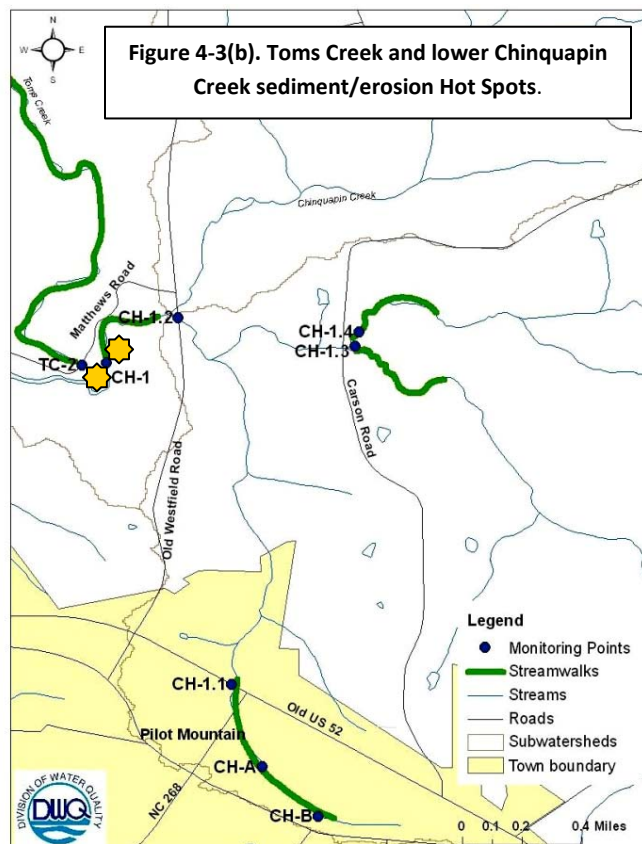 N
W E
S
Figure 4-3(b). Toms Creek and lower Chinquapin
Creek sediment/erosion Hot Spots.
Toms Creek
Chinquapin Creek
Matthews Road
CH-1.2
CH-1.4
CH-1.3
TC-2
CH-1
Carson Road
Old Westfield Road
Legend
Monitoring Points
Streamwalks
Streams
Roads
Subwatersheds
Town boundary
CH-1.1
Old US 52
Pilot Mountain
CH-A
NC 268
CH-B
DIVISION OF WATER QUALITY
DWQ
0 0.2 0.4 Miles